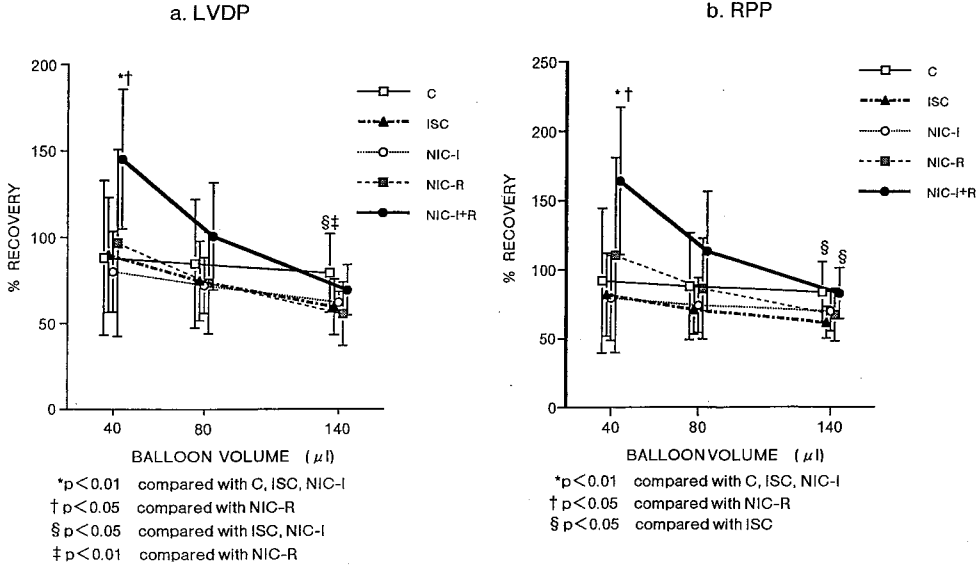 a. LVDP
200
150
100
50
0
% RECOVERY
*†
§‡
C
ISC
NIC-I
NIC-R
NIC-I+R
40
80
140
BALLOON VOLUME (μl)
*p<0.01 compared with C, ISC, NIC-I
† p<0.05 compared with NIC-R
§ p<0.05 compared with ISC, NIC-I
‡ p<0.01 compared with NIC-R
b. RPP
250
200
150
100
50
0
% RECOVERY
* †
§
§
C
ISC
NIC-I
NIC-R
NIC-I+R
40
80
140
BALLOON VOLUME (μl)
*p<0.01 compared with C, ISC, NIC-I
† p<0.05 compared with NIC-R
§ p<0.05 compared with ISC